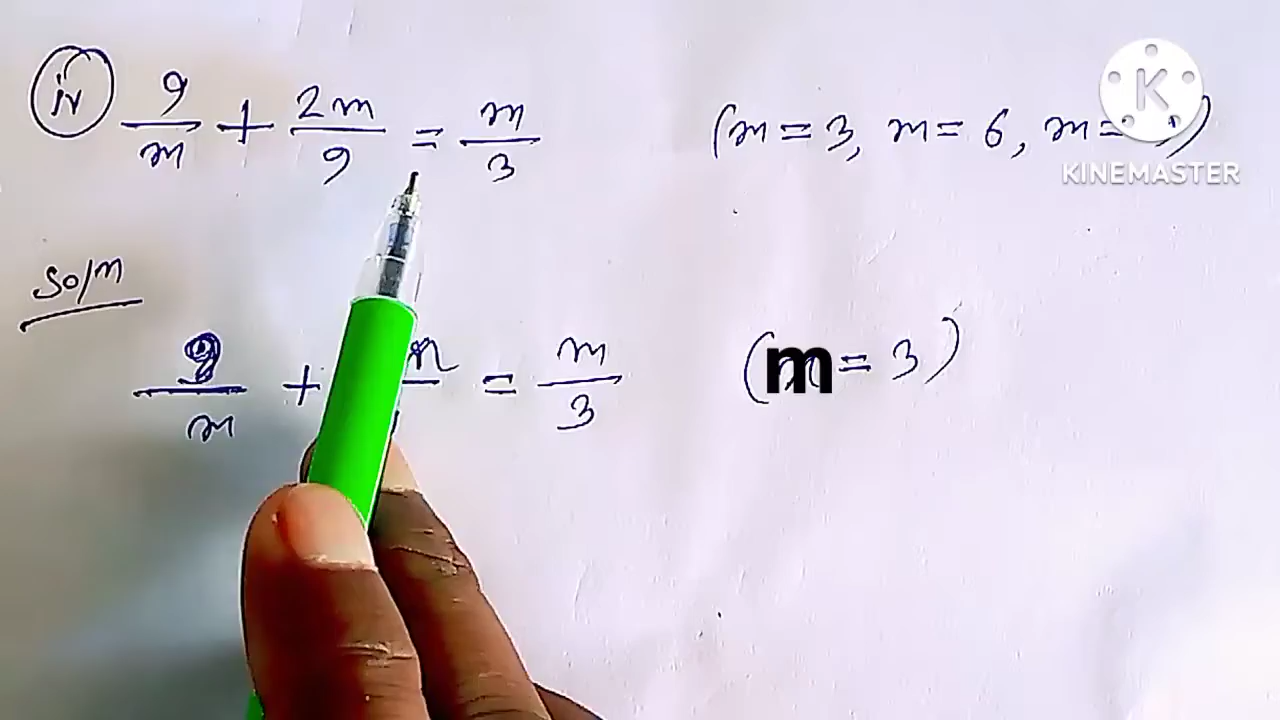 iv 9/m + 2m/9 = m/3 (m = 3, m = 6, m = )
K
KINEMASTER
Soln
9/m + = m/3 (m = 3)